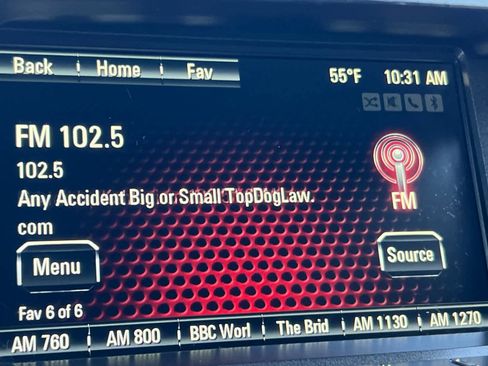 Back Home Fav 55°F 10:31 AM
FM 102.5
102.5
Any Accident Big or Small TopDogLaw.
com
FM
Menu
Source
Fav 6 of 6
AM 760 AM 800 BBC Worl The Brid AM 1130 AM 1270